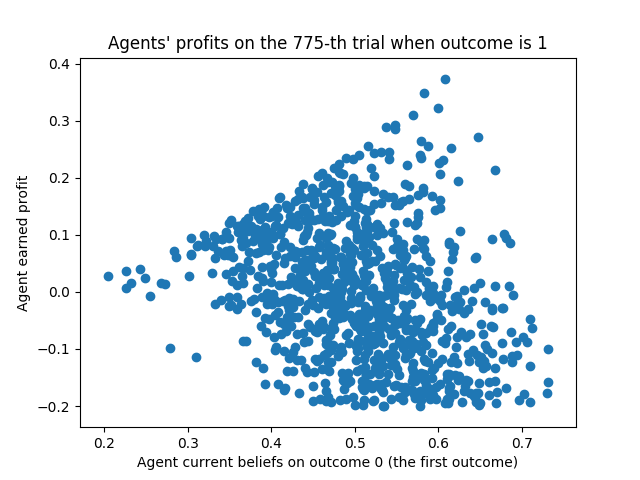 Agents' profits on the 775-th trial when outcome is 1
Agent earned profit
0.4
0.3
0.2
0.1
0.0
−0.1
−0.2
0.2 0.3 0.4 0.5 0.6 0.7
Agent current beliefs on outcome 0 (the first outcome)